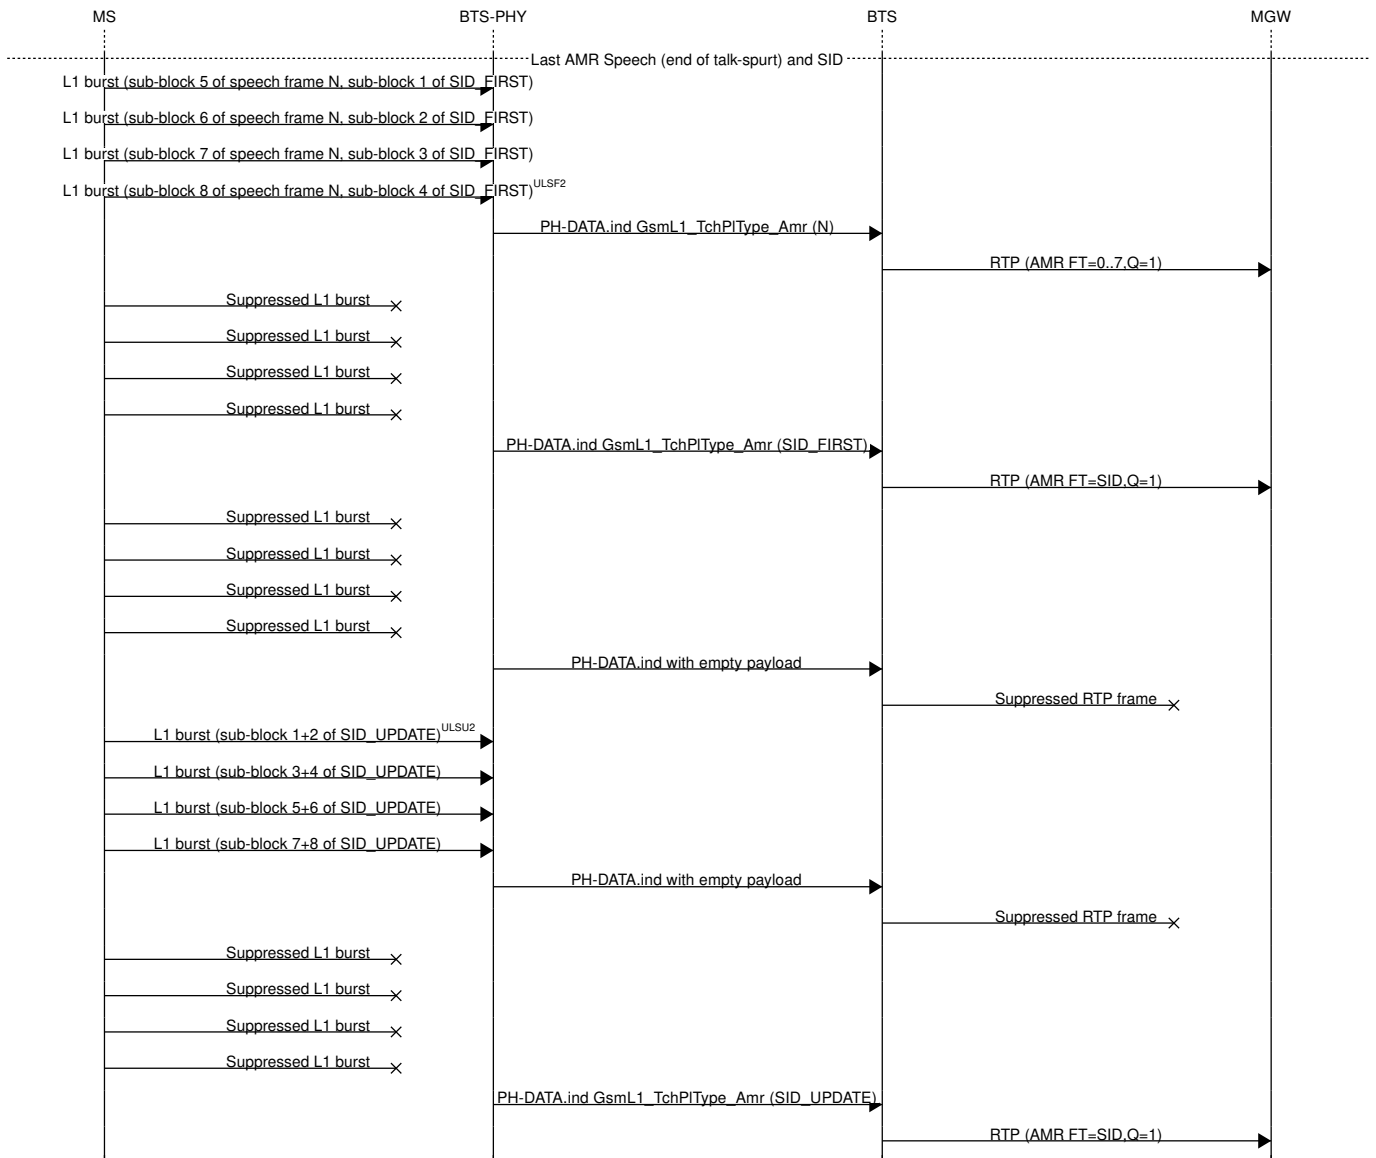 MS BTS-PHY BTS MGW
Last AMR Speech (end of talk-spurt) and SID
L1 burst (sub-block 5 of speech frame N, sub-block 1 of SID_FIRST)
L1 burst (sub-block 6 of speech frame N, sub-block 2 of SID_FIRST)
L1 burst (sub-block 7 of speech frame N, sub-block 3 of SID_FIRST)
L1 burst (sub-block 8 of speech frame N, sub-block 4 of SID_FIRST)ULSF2
PH-DATA.ind GsmL1_TchPlType_Amr (N)
RTP (AMR FT=0..7,Q=1)
Suppressed L1 burst
Suppressed L1 burst
Suppressed L1 burst
Suppressed L1 burst
PH-DATA.ind GsmL1_TchPlType_Amr (SID_FIRST)
RTP (AMR FT=SID,Q=1)
Suppressed L1 burst
Suppressed L1 burst
Suppressed L1 burst
Suppressed L1 burst
PH-DATA.ind with empty payload
Suppressed RTP frame
L1 burst (sub-block 1+2 of SID_UPDATE)ULSU2
L1 burst (sub-block 3+4 of SID_UPDATE)
L1 burst (sub-block 5+6 of SID_UPDATE)
L1 burst (sub-block 7+8 of SID_UPDATE)
PH-DATA.ind with empty payload
Suppressed RTP frame
Suppressed L1 burst
Suppressed L1 burst
Suppressed L1 burst
Suppressed L1 burst
PH-DATA.ind GsmL1_TchPlType_Amr (SID_UPDATE)
RTP (AMR FT=SID,Q=1)